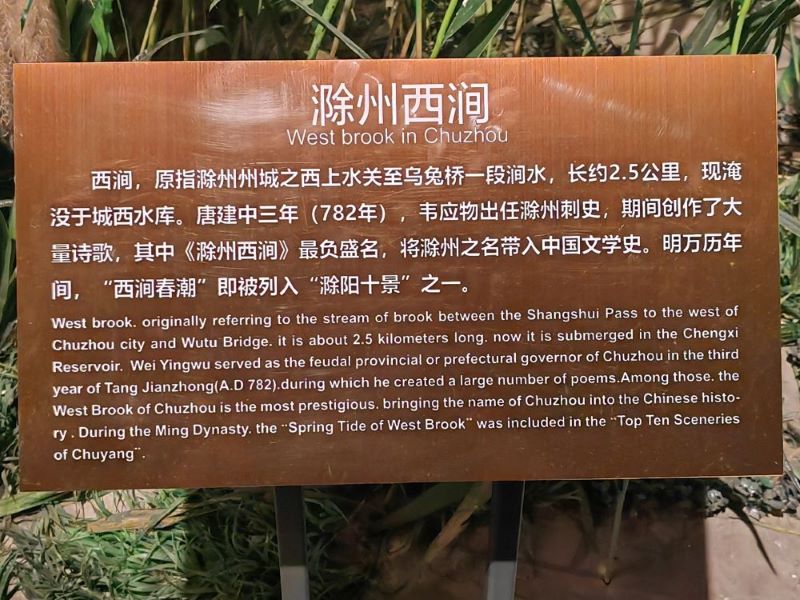 滁州西涧
West brook in Chuzhou
西涧，原指滁州州城之西上水关至乌兔桥一段涧水，长约2.5公里，现淹
没于城西水库。唐建中三年（782年），韦应物出任滁州刺史，期间创作了大
量诗歌，其中《滁州西涧》最负盛名，将滁州之名带入中国文学史。明万历年
间，“西涧春潮”即被列入“滁阳十景”之一。
West brook. originally referring to the stream of brook between the Shangshui Pass to the west of
Chuzhou city and Wutu Bridge. it is about 2.5 kilometers long. now it is submerged in the Chengxi
Reservoir. Wei Yingwu served as the feudal provincial or prefectural governor of Chuzhou in the third
year of Tang Jianzhong(A.D 782).during which he created a large number of poems.Among those. the
West Brook of Chuzhou is the most prestigious. bringing the name of Chuzhou into the Chinese histo-
ry . During the Ming Dynasty. the "Spring Tide of West Brook" was included in the "Top Ten Sceneries
of Chuyang".